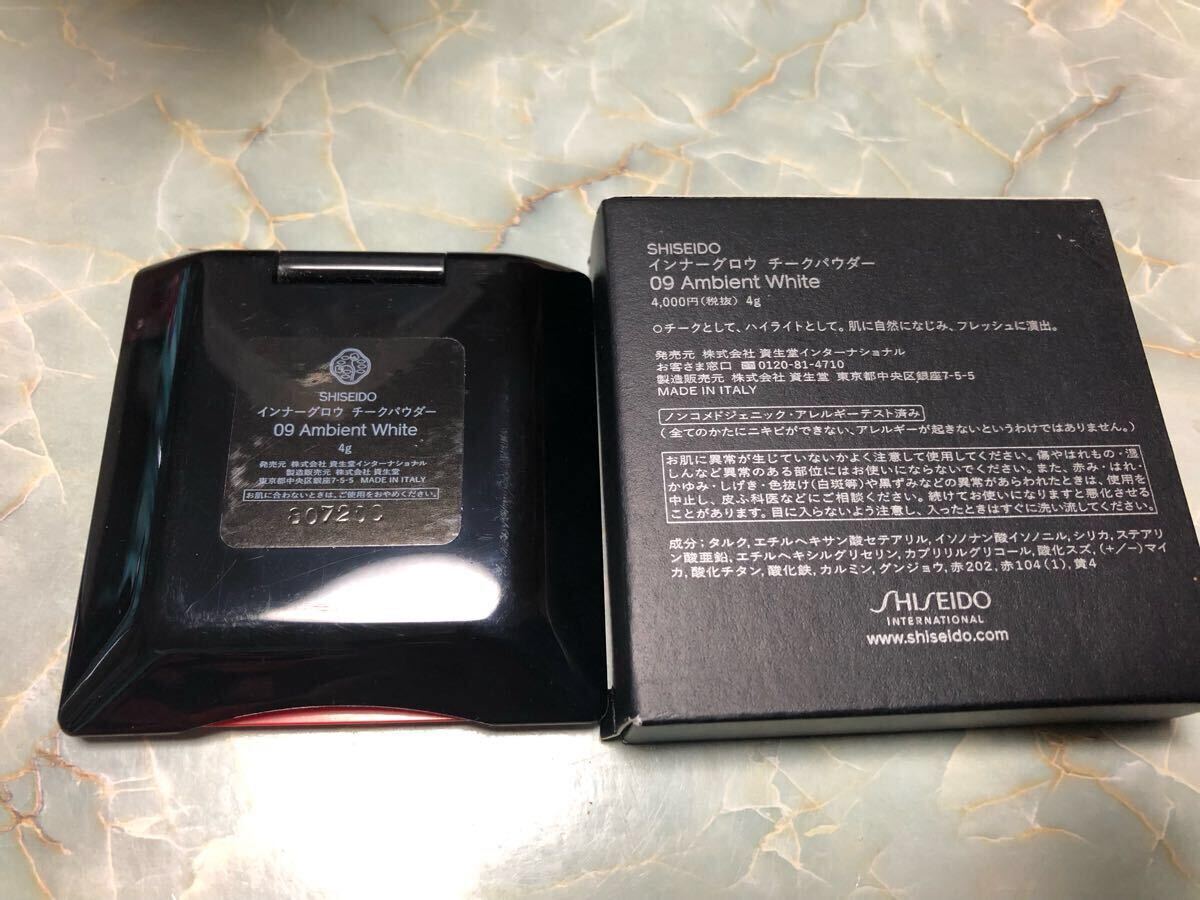 SHISEIDO
インナーグロウ チークパウダー
09 Ambient White
4g
発売元 株式会社 資生堂インターナショナル
製造販売元 株式会社 資生堂
東京都中央区銀座7-5-5 MADE IN ITALY
お肌に合わないときは、ご使用をおやめください。
807200
SHISEIDO
インナーグロウ チークパウダー
09 Ambient White
4,000円(税抜) 4g
○チークとして、ハイライトとして。肌に自然になじみ、フレッシュに演出。
発売元 株式会社 資生堂インターナショナル
お客さま窓口 0120-81-4710
製造販売元 株式会社 資生堂 東京都中央区銀座7-5-5
MADE IN ITALY
ノンコメドジェニック・アレルギーテスト済み
(全てのかたにニキビができない、アレルギーが起きないというわけではありません。)
お肌に異常が生じていないかよく注意して使用してください。傷やはれもの・湿
しんなど異常のある部位にはお使いにならないでください。また、赤み・はれ・
かゆみ・しげき・色抜け(白斑等)や黒ずみなどの異常があらわれたときは、使用を
中止し、皮ふ科医などにご相談ください。続けてお使いになりますと悪化させる
ことがあります。目に入らないよう注意し、入ったときはすぐに洗い流してください。
成分:タルク,エチルヘキサン酸セテアリル,イソノナン酸イソノニル,シリカ,ステアリ
ン酸亜鉛,エチルヘキシルグリセリン,カプリリルグリコール,酸化スズ,(+/-)マイ
カ,酸化チタン,酸化鉄,カルミン,グンジョウ,赤202,赤104(1),黄4
SHISEIDO
INTERNATIONAL
www.shiseido.com